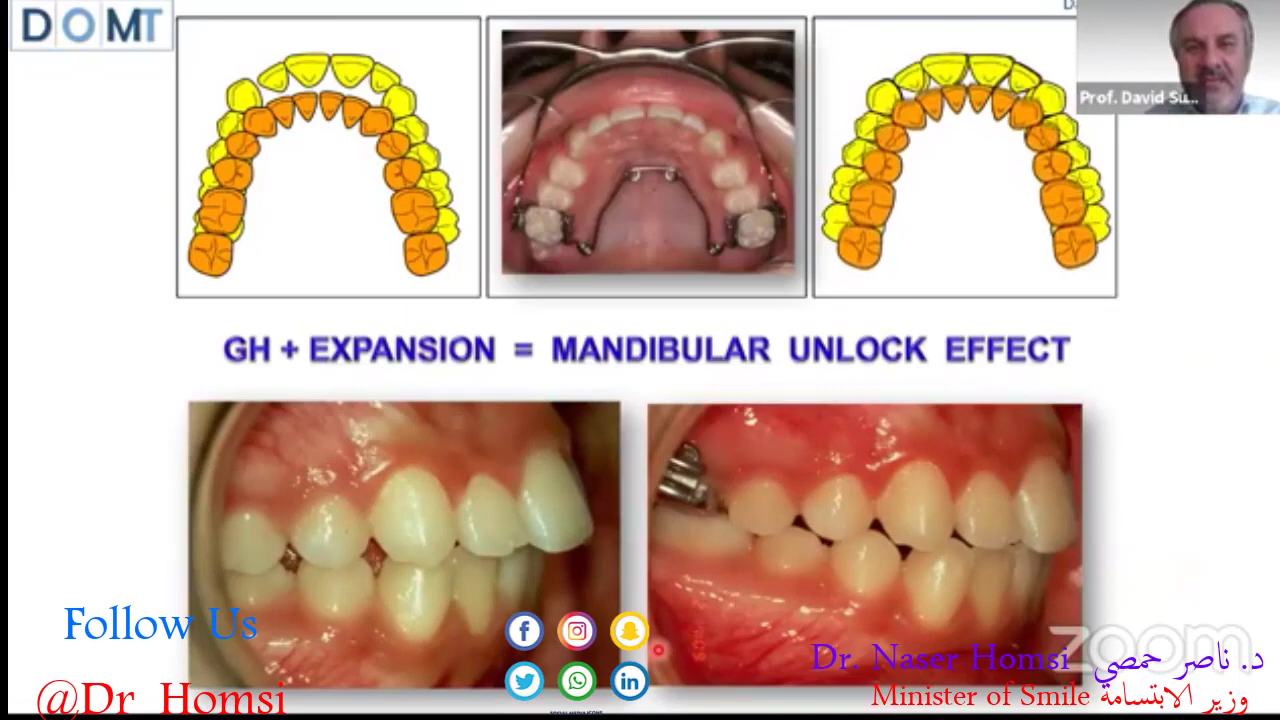 DOMT
Prof. David Su...
GH + EXPANSION = MANDIBULAR UNLOCK EFFECT
Follow Us
@Dr_Homsi
zoom
Dr. Naser Homsi د. ناصر حمصي
Minister of Smile وزير الابتسامة